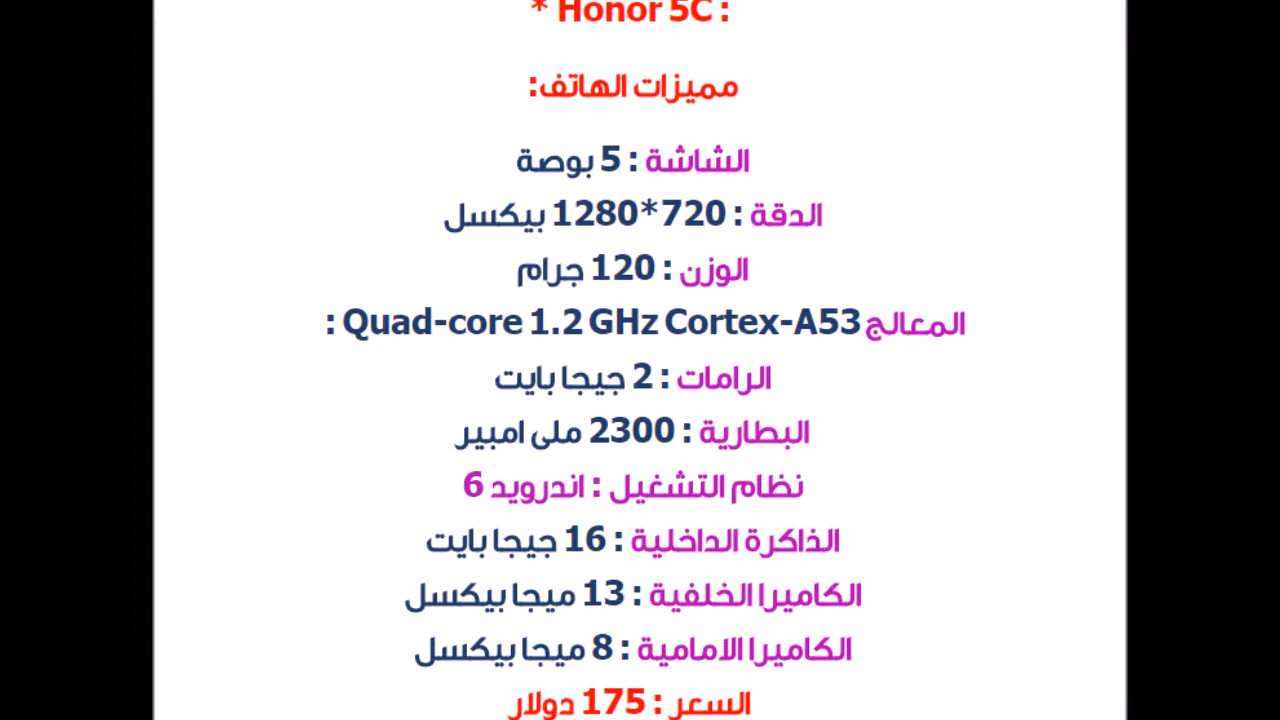 * Honor 5C :
مميزات الهاتف:
الشاشة : 5 بوصة
الدقة : 720*1280 بيكسل
الوزن : 120 جرام
المعالج Quad-core 1.2 GHz Cortex-A53 :
الرامات : 2 جيجا بايت
البطارية : 2300 ملى امبير
نظام التشغيل : اندرويد 6
الذاكرة الداخلية : 16 جيجا بايت
الكاميرا الخلفية : 13 ميجا بيكسل
الكاميرا الامامية : 8 ميجا بيكسل
السعر : 175 دولار